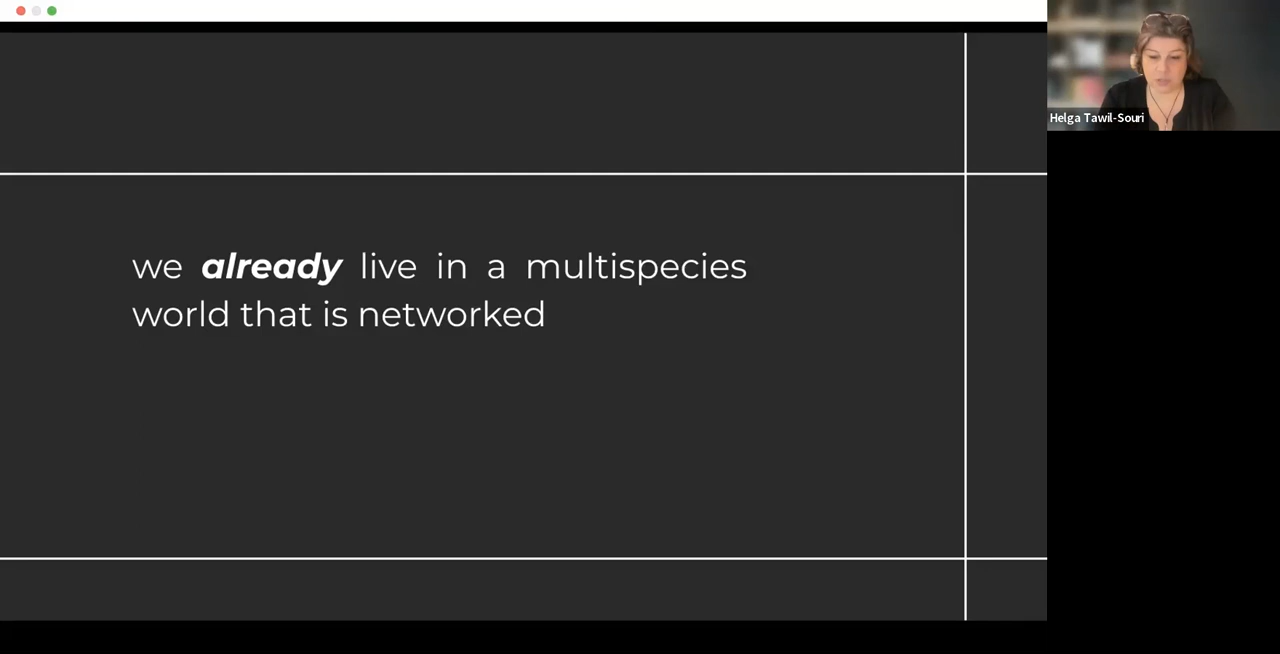 we already live in a multispecies
world that is networked
Helga Tawil-Souri